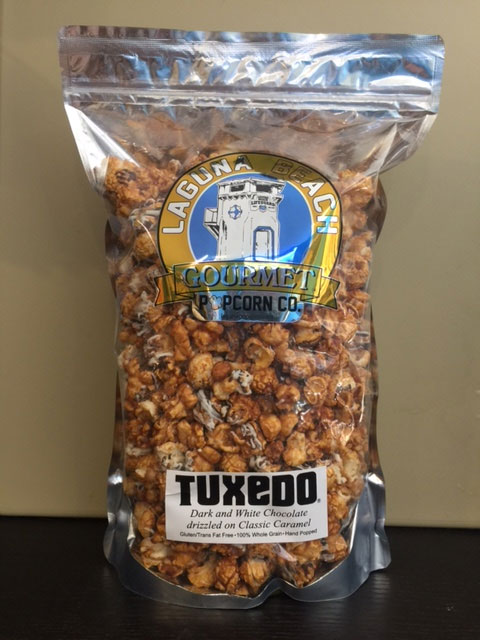 LAGUNA BEACH
LIFEGUARD
GOURMET
POPCORN CO.
TUXEDO®
Dark and White Chocolate
drizzled on Classic Caramel
Gluten/Trans Fat Free•100% Whole Grain•Hand Popped